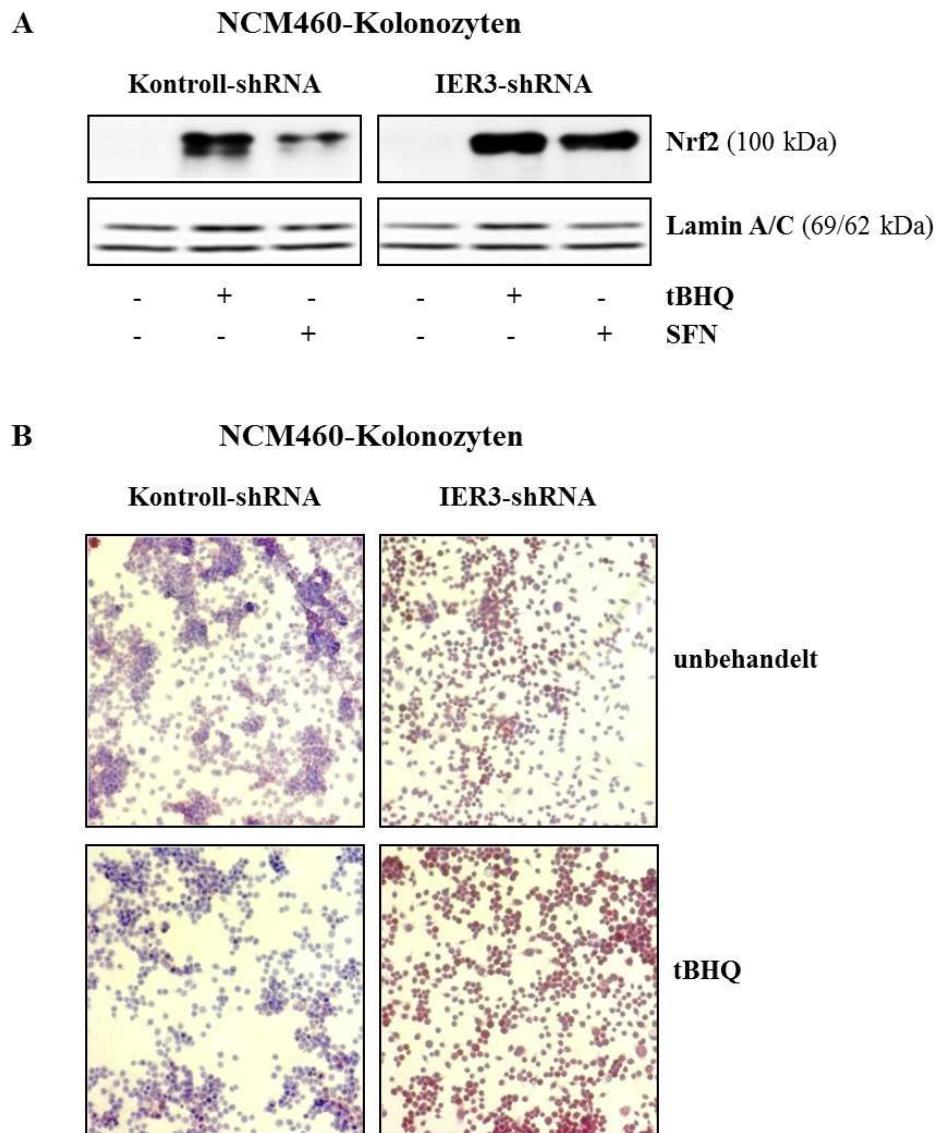 A NCM460-Kolonozyten
Kontroll-shRNA IER3-shRNA
Nrf2 (100 kDa)
Lamin A/C (69/62 kDa)
- + - - + - tBHQ
- - + - - + SFN
B NCM460-Kolonozyten
Kontroll-shRNA IER3-shRNA
unbehandelt
tBHQ